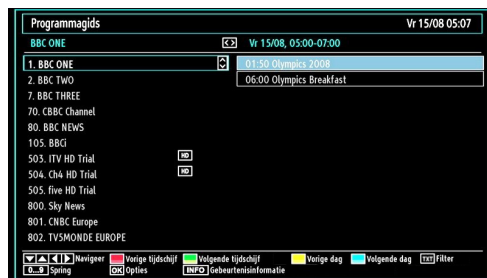 Programmagids Vr 15/08 05:07
BBC ONE <> Vr 15/08, 05:00-07:00
1. BBC ONE 01:50 Olympics 2008
2. BBC TWO 06:00 Olympics Breakfast
7. BBC THREE
70. CBBC Channel
80. BBC NEWS
105. BBCi
503. ITV HD Trial HD
504. Ch4 HD Trial HD
505. five HD Trial
800. Sky News
801. CNBC Europe
802. TV5MONDE EUROPE
Navigeer Vorige tijdschijf Volgende tijdschijf Vorige dag Volgende dag TXT Filter
0...9 Spring OK Opties INFO Gebeurtenisinformatie